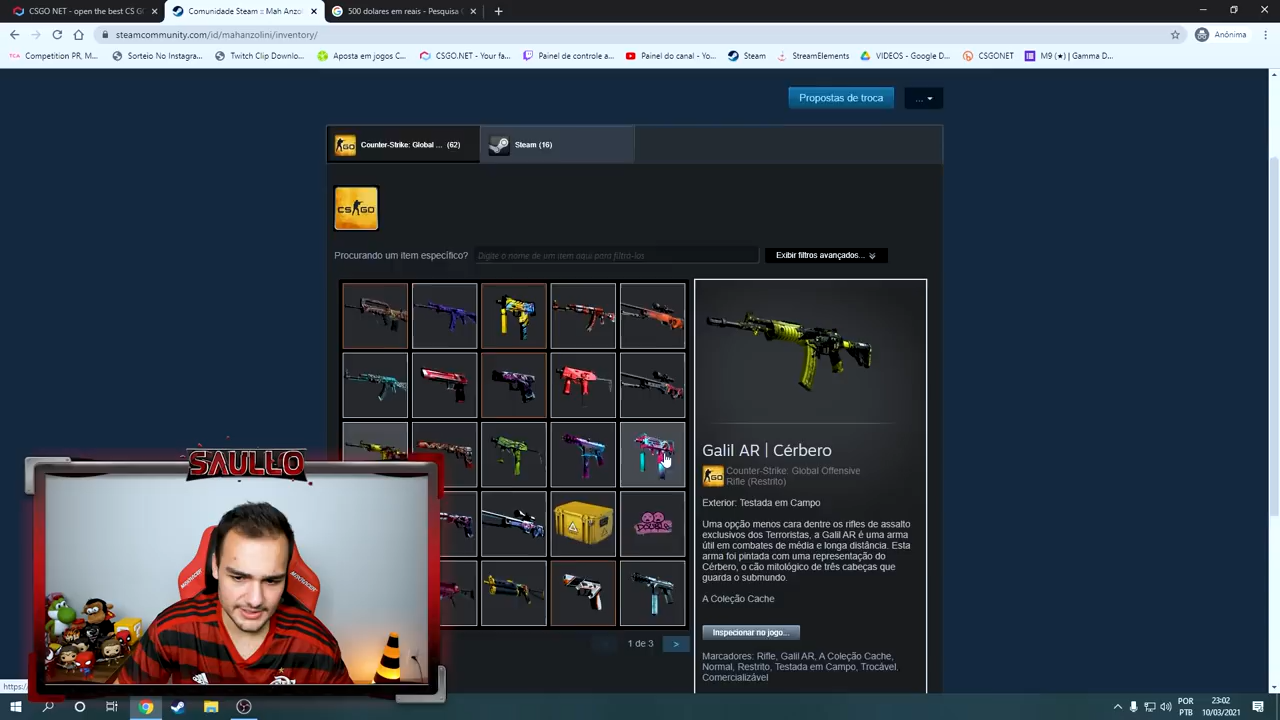 CSGO NET - open the best CS G
Comunidade Steam :: Mah Anzo
500 dolares em reais - Pesquisa
steamcommunity.com/id/mahanzolini/inventory/
Anónima
Competition PR, M...
Sorteio No Instagra...
Twitch Clip Downlo...
Aposta em jogos C...
CSGO.NET - Your fa...
Painel de controle a...
Painel do canal - Yo...
Steam
StreamElements
VIDEOS - Google D...
CSGONET
M9 (★) | Gamma D...
Propostas de troca
...
Counter-Strike: Global ... (62)
Steam (16)
CS GO
Procurando um item específico?
Digite o nome de um item aqui para filtrá-los
Exibir filtros avançados...
Galil AR | Cérbero
Counter-Strike: Global Offensive
Rifle (Restrito)
Exterior: Testada em Campo
Uma opção menos cara dentre os rifles de assalto
exclusivos dos Terroristas, a Galil AR é uma arma
útil em combates de média e longa distância. Esta
arma foi pintada com uma representação do
Cérbero, o cão mitológico de três cabeças que
guarda o submundo.
A Coleção Cache
Inspecionar no jogo...
Marcadores: Rifle, Galil AR, A Coleção Cache,
Normal, Restrito, Testada em Campo, Trocável,
Comercializável
1 de 3
>
SAULLO
https:/
POR
PTB
23:02
10/03/2021